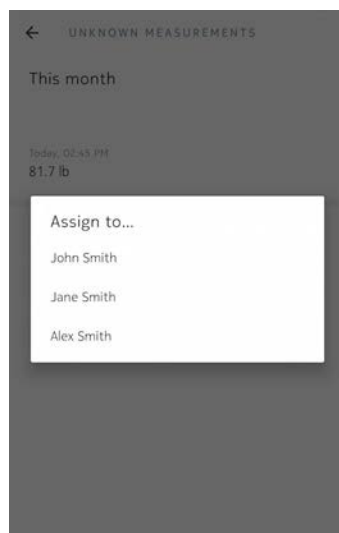 UNKNOWN MEASUREMENTS
This month
Today, 02:45 PM
81.7 lb
Assign to...
John Smith
Jane Smith
Alex Smith